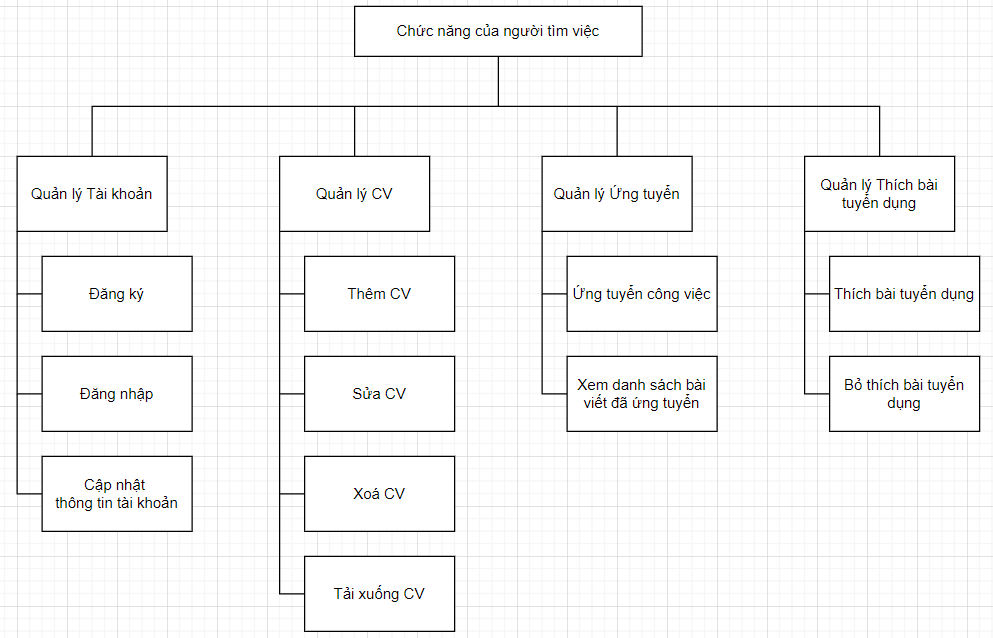 Chức năng của người tìm việc
Quản lý Tài khoản
Đăng ký
Đăng nhập
Cập nhật
thông tin tài khoản
Quản lý CV
Thêm CV
Sửa CV
Xoá CV
Tải xuống CV
Quản lý Ứng tuyển
Ứng tuyển công việc
Xem danh sách bài
viết đã ứng tuyển
Quản lý Thích bài
tuyển dụng
Thích bài tuyển dụng
Bỏ thích bài tuyển
dụng